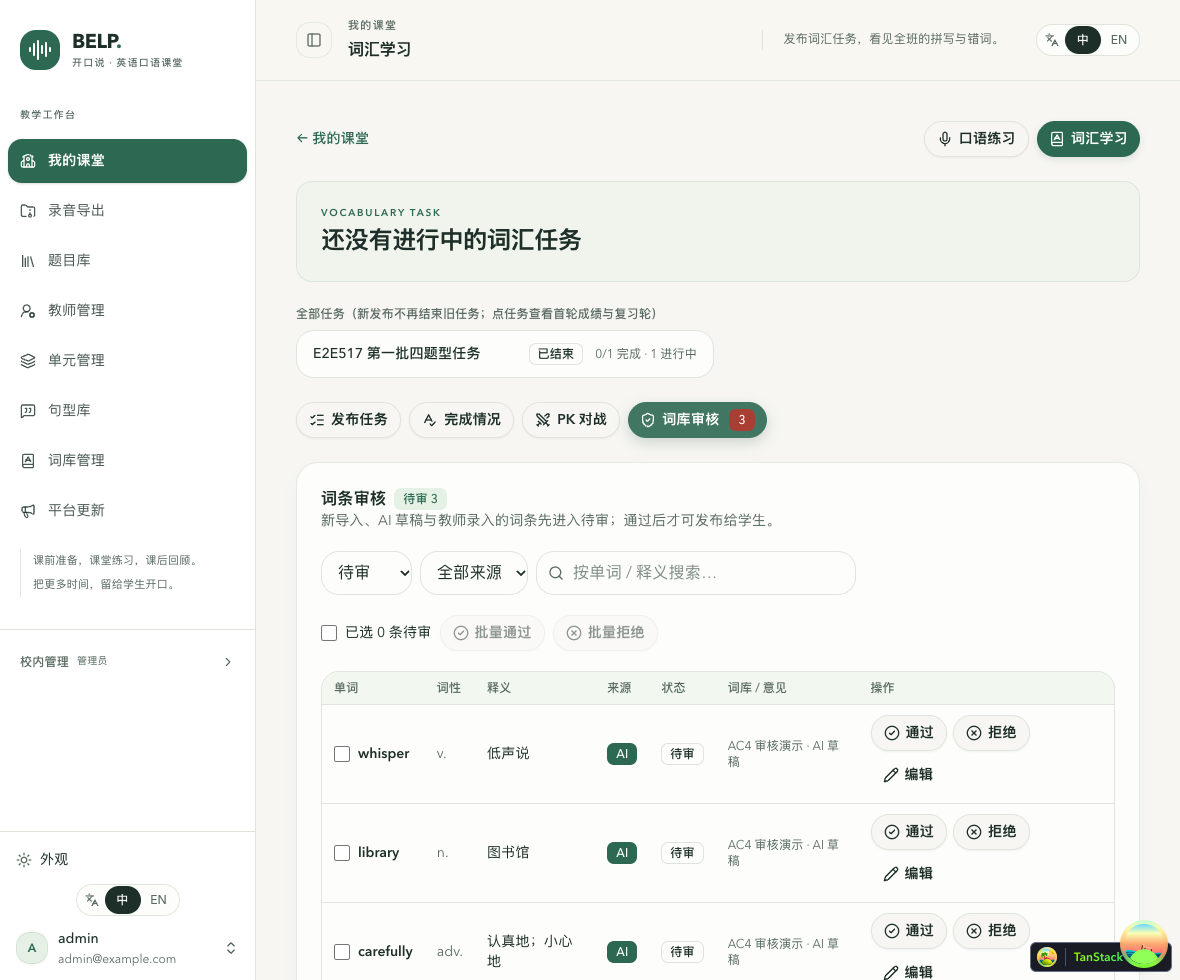 BELP.
开口说 · 英语口语课堂
教学工作台
我的课堂
录音导出
题目库
教师管理
单元管理
句型库
词库管理
平台更新
课前准备，课堂练习，课后回顾。
把更多时间，留给学生开口。
校内管理 管理员
外观
中 EN
A
admin
admin@example.com
我的课堂
词汇学习
发布词汇任务，看见全班的拼写与错词。
中 EN
← 我的课堂
口语练习
词汇学习
VOCABULARY TASK
还没有进行中的词汇任务
全部任务（新发布不再结束旧任务；点任务查看首轮成绩与复习轮）
E2E517 第一批四题型任务 已结束 0/1 完成 · 1 进行中
发布任务 完成情况 PK 对战 词库审核 3
词条审核 待审 3
新导入、AI 草稿与教师录入的词条先进入待审；通过后才可发布给学生。
待审 全部来源 按单词 / 释义搜索…
已选 0 条待审 批量通过 批量拒绝
单词 词性 释义 来源 状态 词库 / 意见 操作
whisper v. 低声说 AI 待审 AC4 审核演示 · AI 草
稿
通过 拒绝
编辑
library n. 图书馆 AI 待审 AC4 审核演示 · AI 草
稿
通过 拒绝
编辑
carefully adv. 认真地；小心
地
AI 待审 AC4 审核演示 · AI 草
稿
通过 拒绝
编辑
TanStack